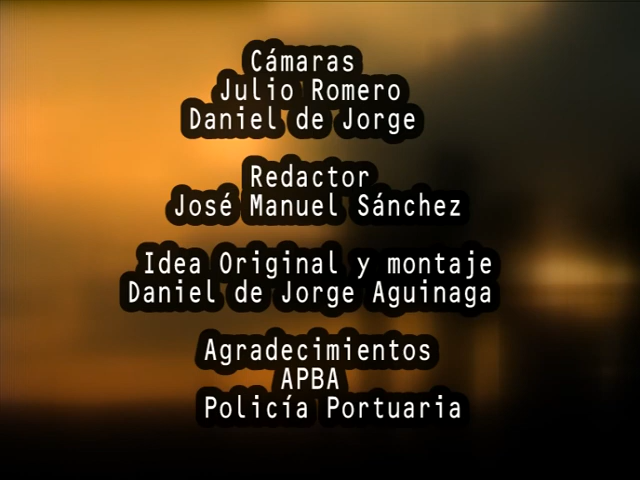 Cámaras
Julio Romero
Daniel de Jorge
Redactor
José Manuel Sánchez
Idea Original y montaje
Daniel de Jorge Aguinaga
Agradecimientos
APBA
Policía Portuaria